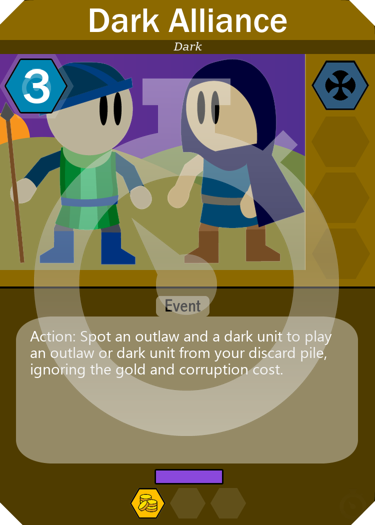 Dark Alliance
Dark
3
Event
Action: Spot an outlaw and a dark unit to play
an outlaw or dark unit from your discard pile,
ignoring the gold and corruption cost.